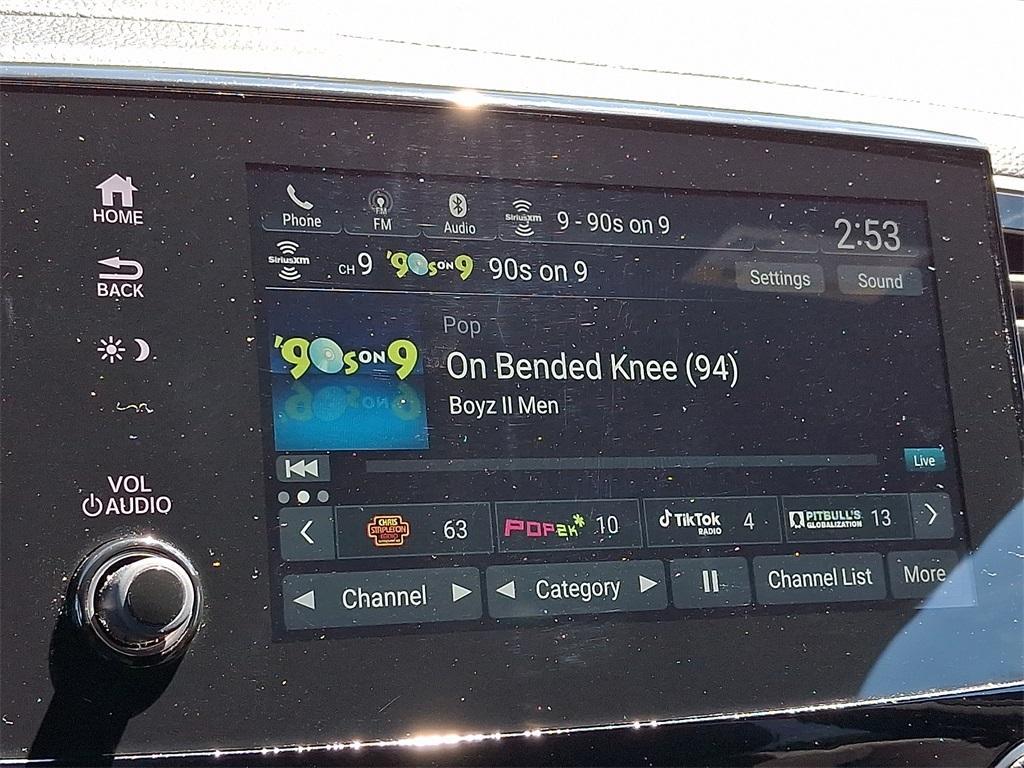 HOME
BACK
VOL
AUDIO
Phone
FM
FM
Audio
SiriusXM
9 - 90s on 9
2:53
SiriusXM
CH 9
'90s ON 9
90s on 9
Settings
Sound
'90s ON 9
Pop
On Bended Knee (94)
Boyz II Men
Live
CHRIS STAPLETON RADIO 63
POP2K 10
TikTok RADIO 4
PITBULL'S GLOBALIZATION 13
Channel
Category
Channel List
More